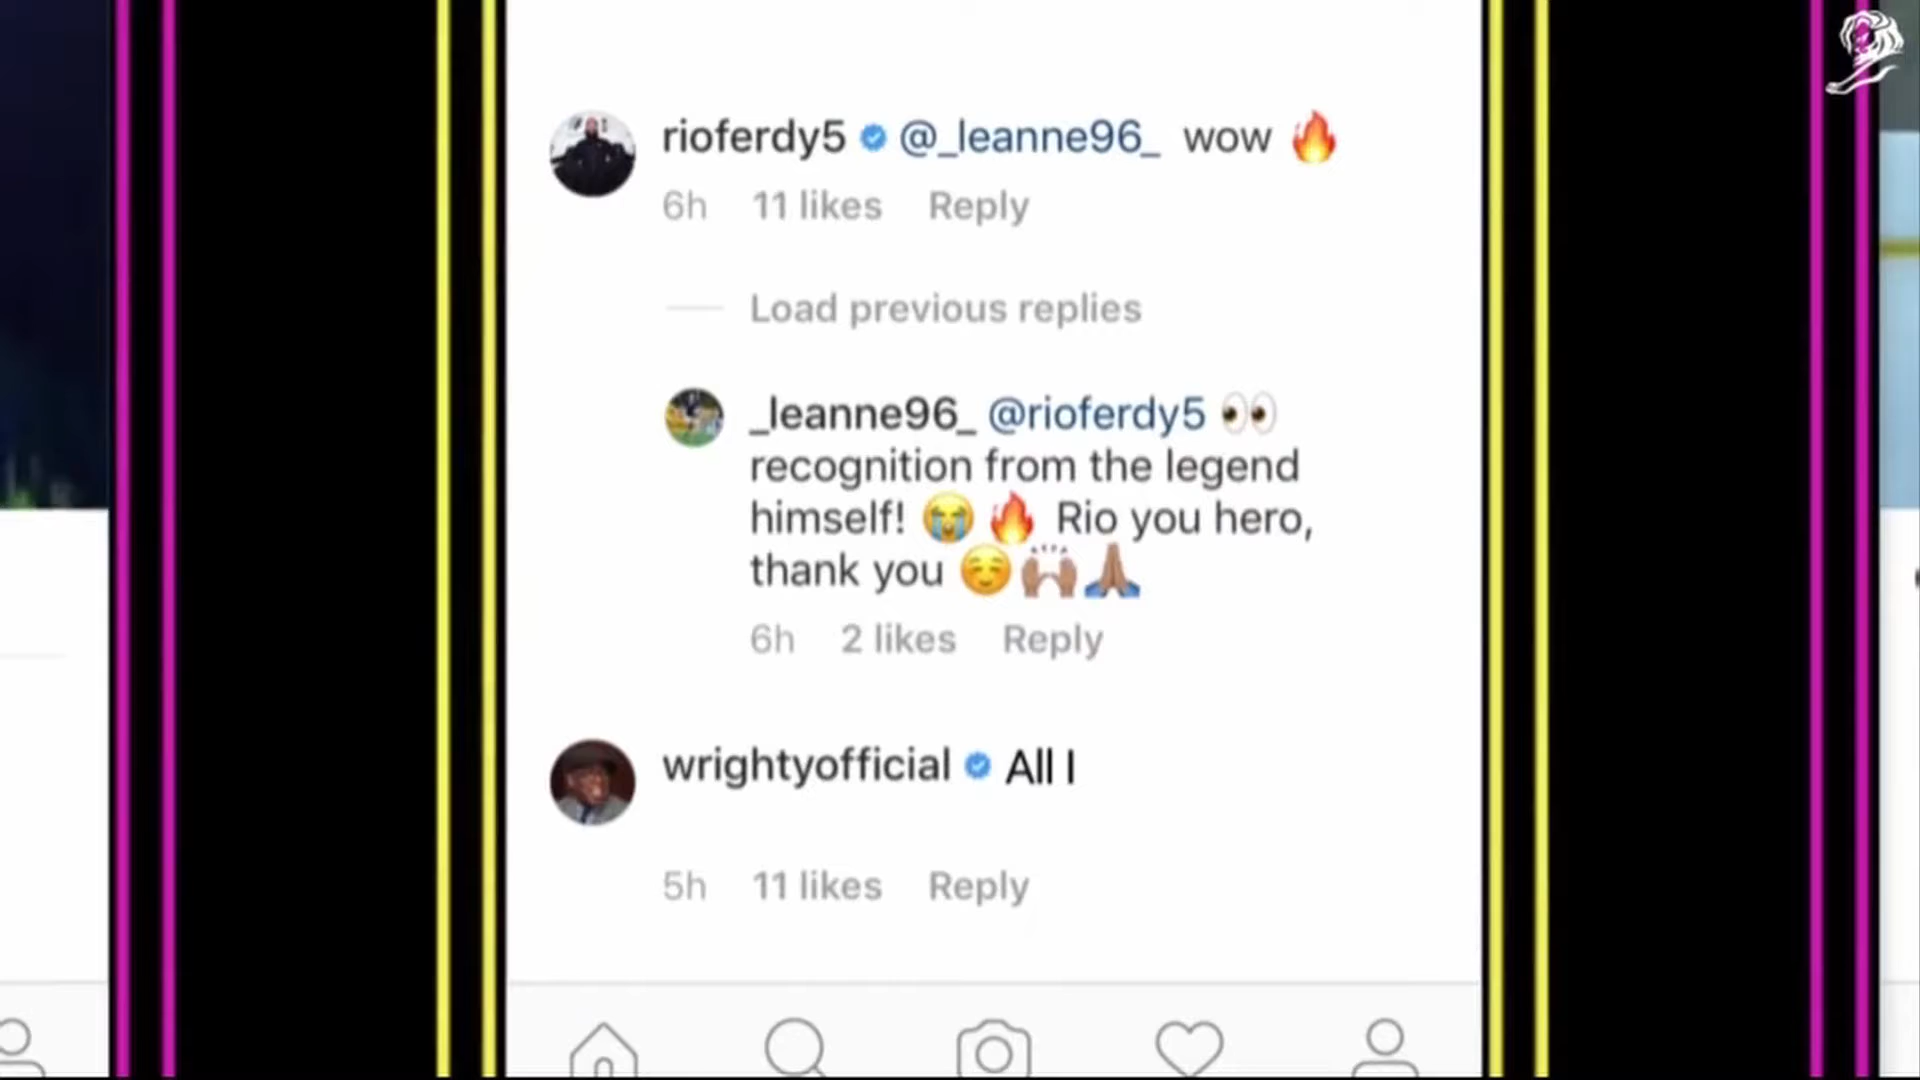 rioferdy5 @_leanne96_ wow 🔥
6h 11 likes Reply
Load previous replies
_leanne96_ @rioferdy5 👀
recognition from the legend
himself! 😭🔥 Rio you hero,
thank you ☺️🙌🏽🙏🏽
6h 2 likes Reply
wrightyofficial All I
5h 11 likes Reply